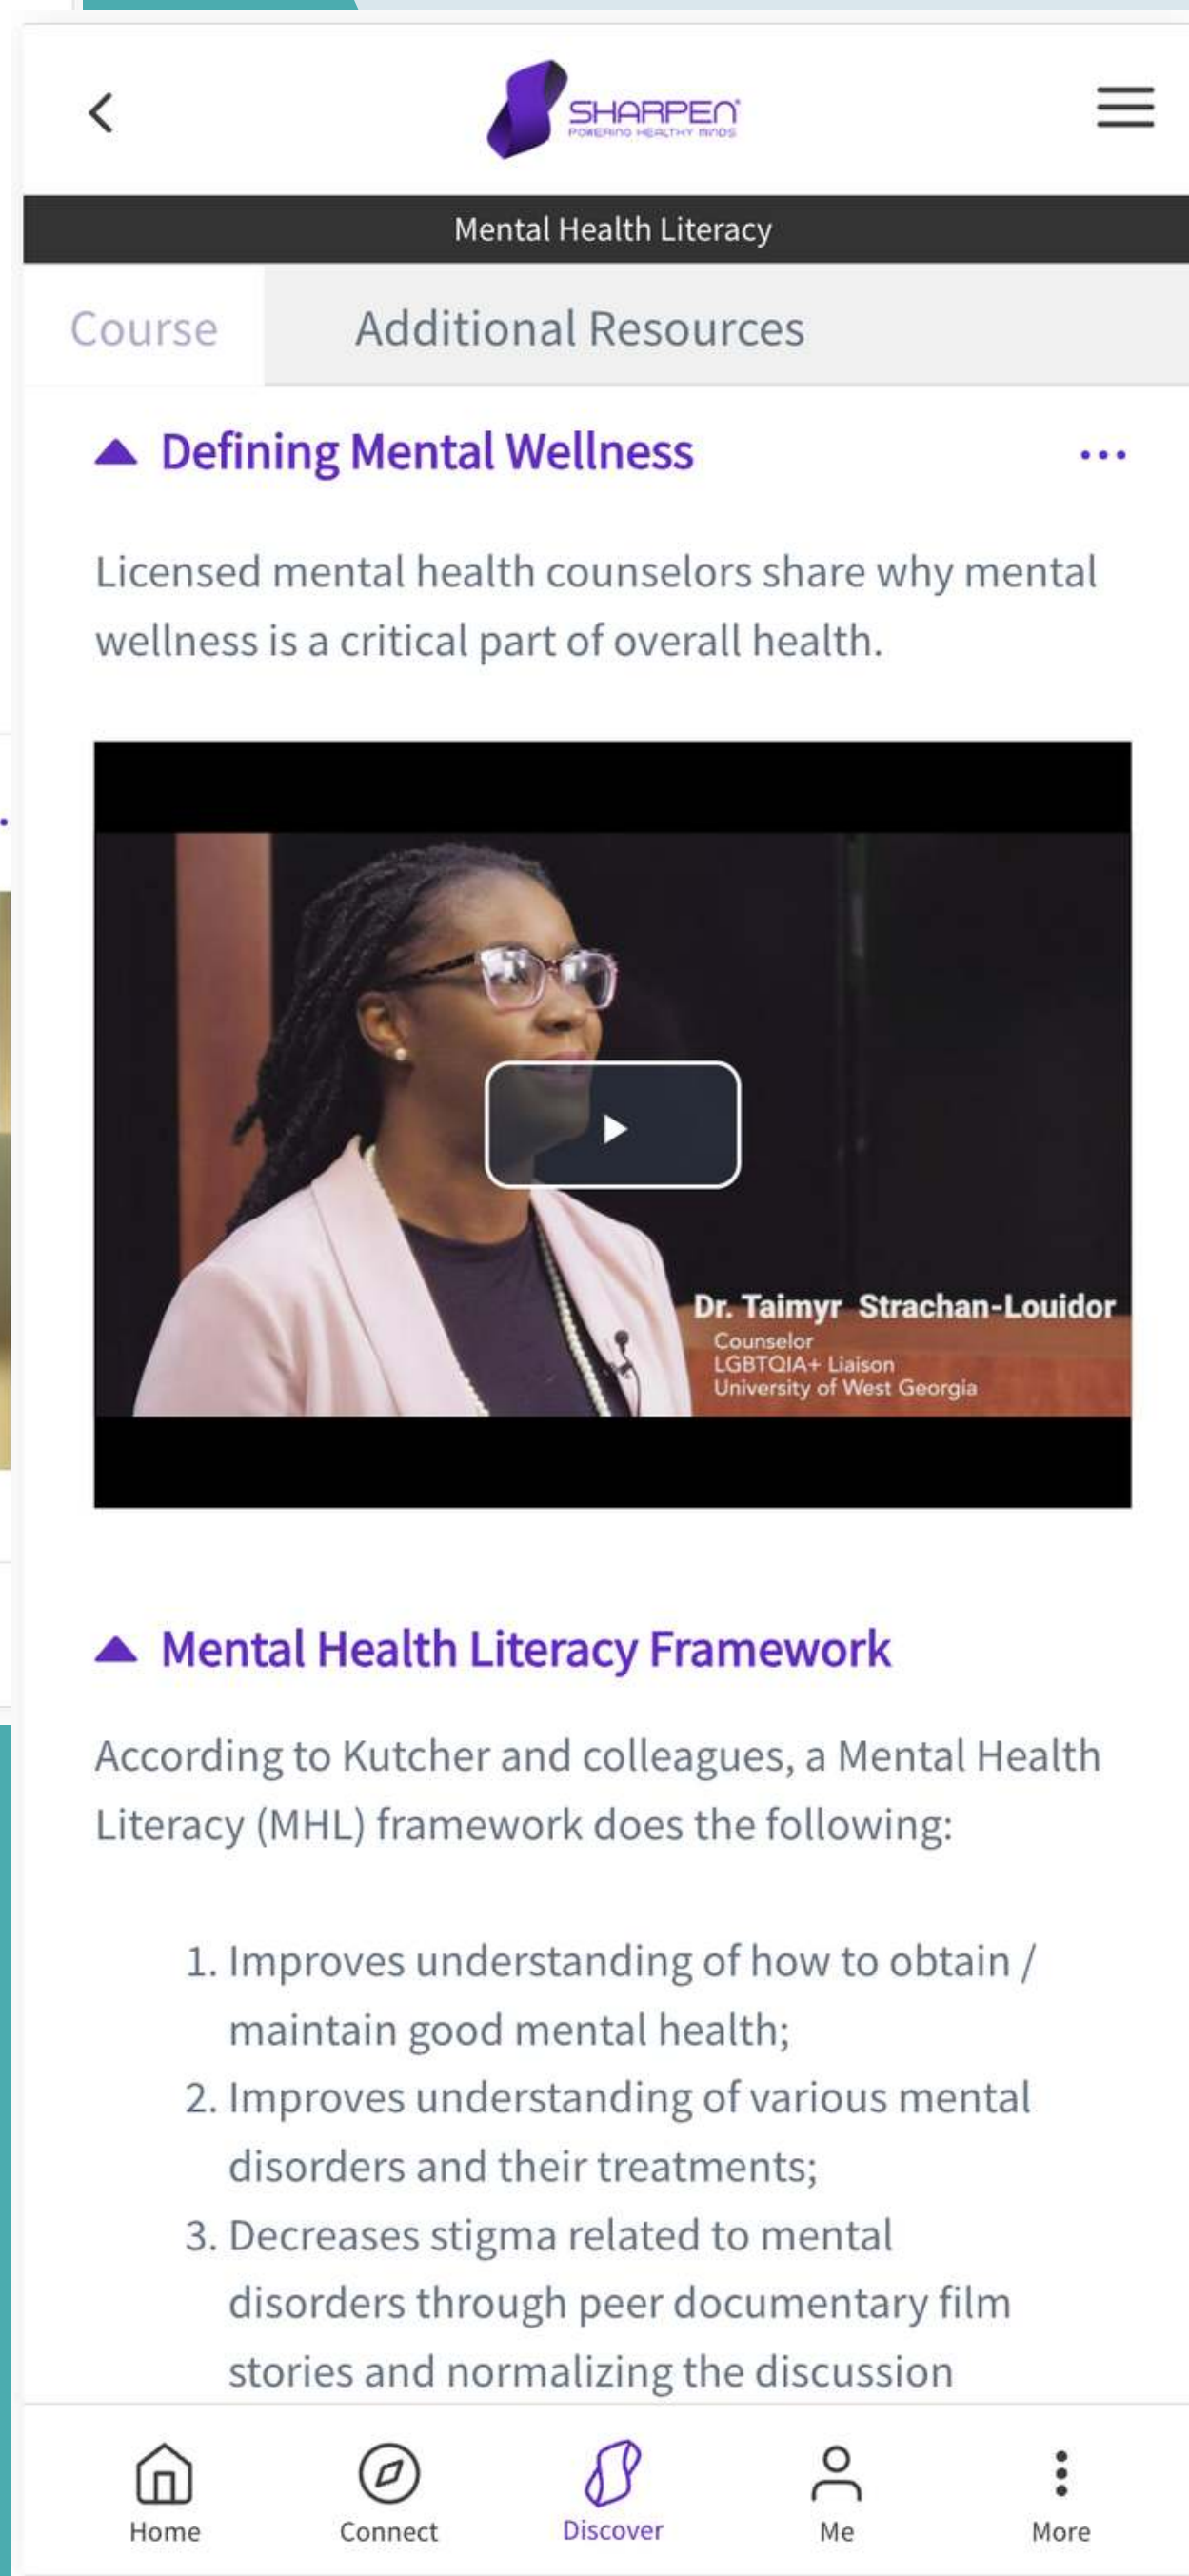 SHARPEN
POWERING HEALTHY MINDS
Mental Health Literacy
Course
Additional Resources
Defining Mental Wellness
Licensed mental health counselors share why mental
wellness is a critical part of overall health.
Dr. Taimyr Strachan-Louidor
Counselor
LGBTQIA+ Liaison
University of West Georgia
Mental Health Literacy Framework
According to Kutcher and colleagues, a Mental Health
Literacy (MHL) framework does the following:
1. Improves understanding of how to obtain /
maintain good mental health;
2. Improves understanding of various mental
disorders and their treatments;
3. Decreases stigma related to mental
disorders through peer documentary film
stories and normalizing the discussion
Home
Connect
Discover
Me
More